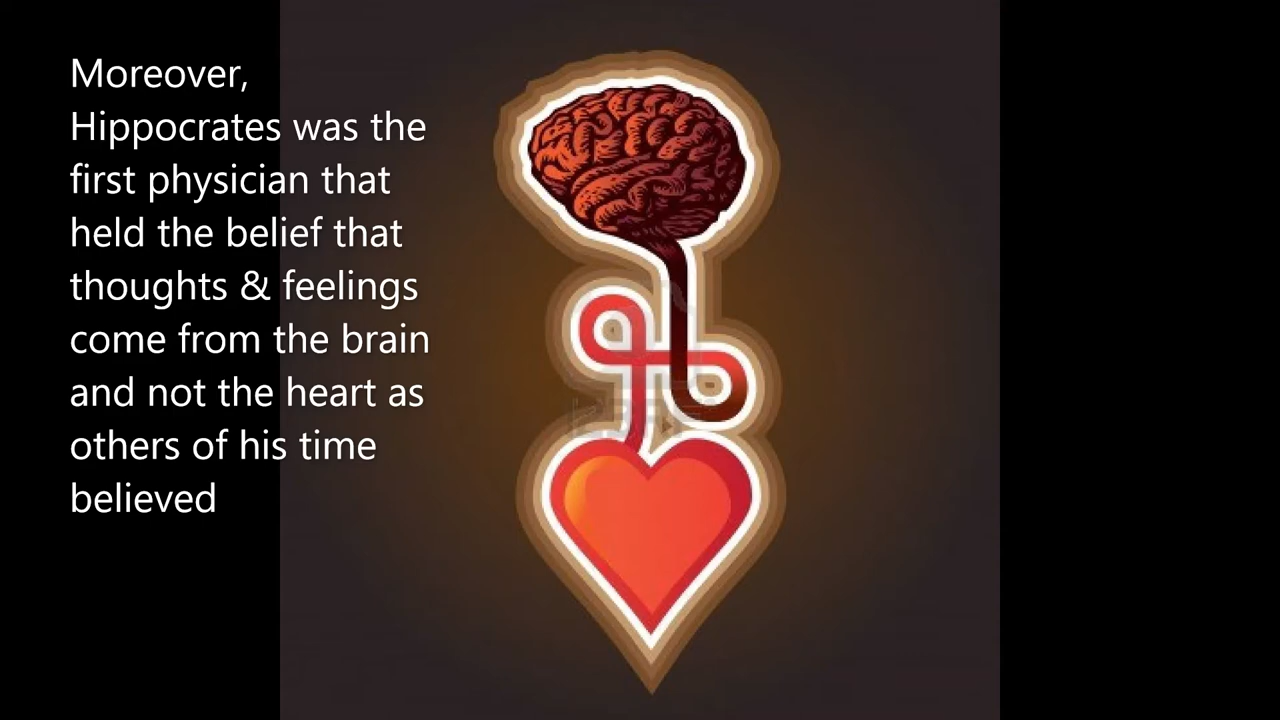 Moreover,
Hippocrates was the
first physician that
held the belief that
thoughts & feelings
come from the brain
and not the heart as
others of his time
believed